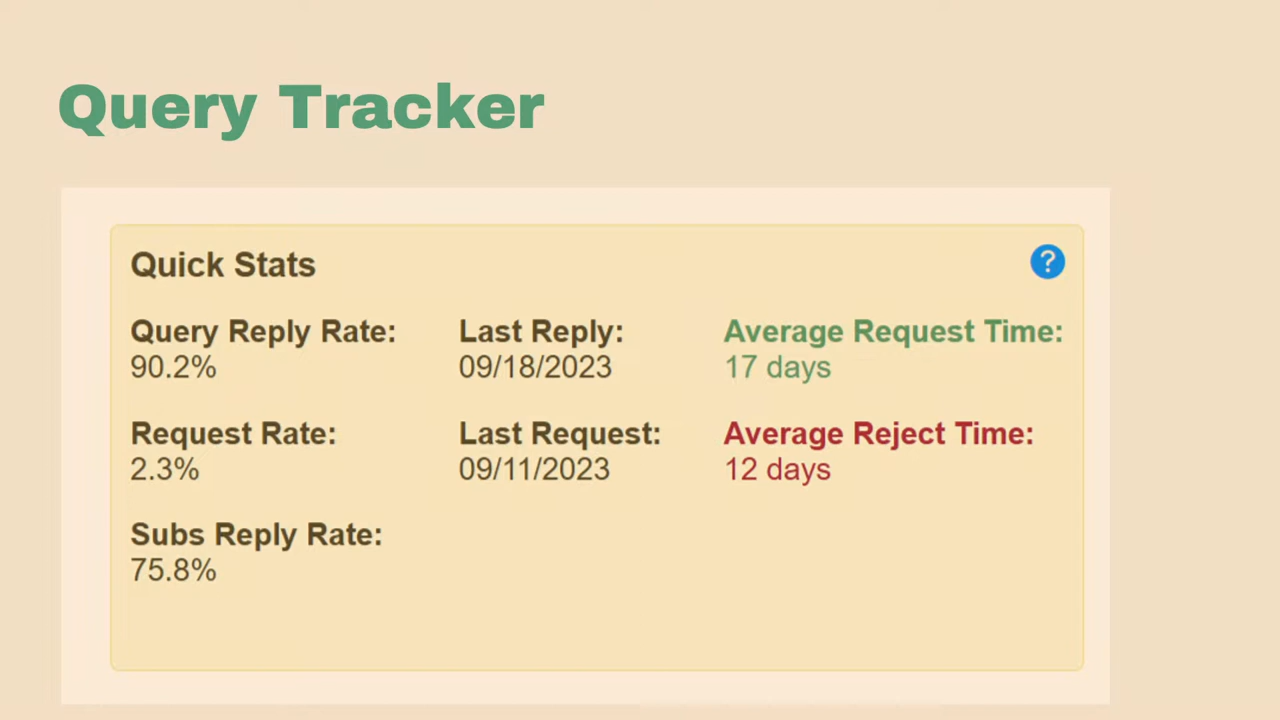 Query Tracker
Quick Stats
?
Query Reply Rate:
90.2%
Last Reply:
09/18/2023
Average Request Time:
17 days
Request Rate:
2.3%
Last Request:
09/11/2023
Average Reject Time:
12 days
Subs Reply Rate:
75.8%